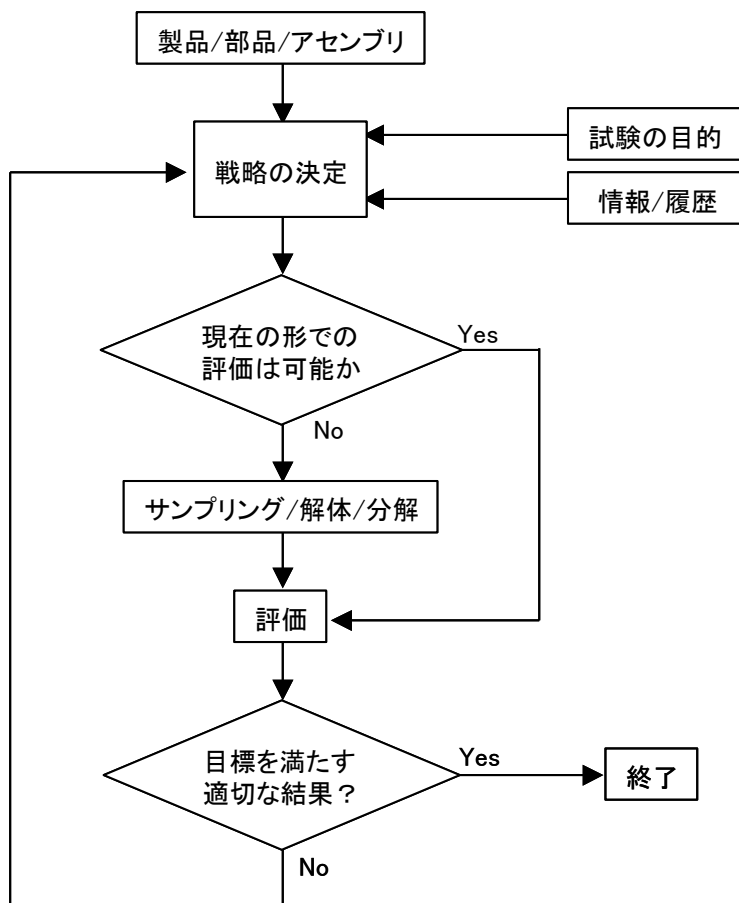 製品/部品/アセンブリ
戦略の決定
試験の目的
情報/履歴
現在の形での
評価は可能か
Yes
No
サンプリング/解体/分解
評価
目標を満たす
適切な結果？
Yes
終了
No